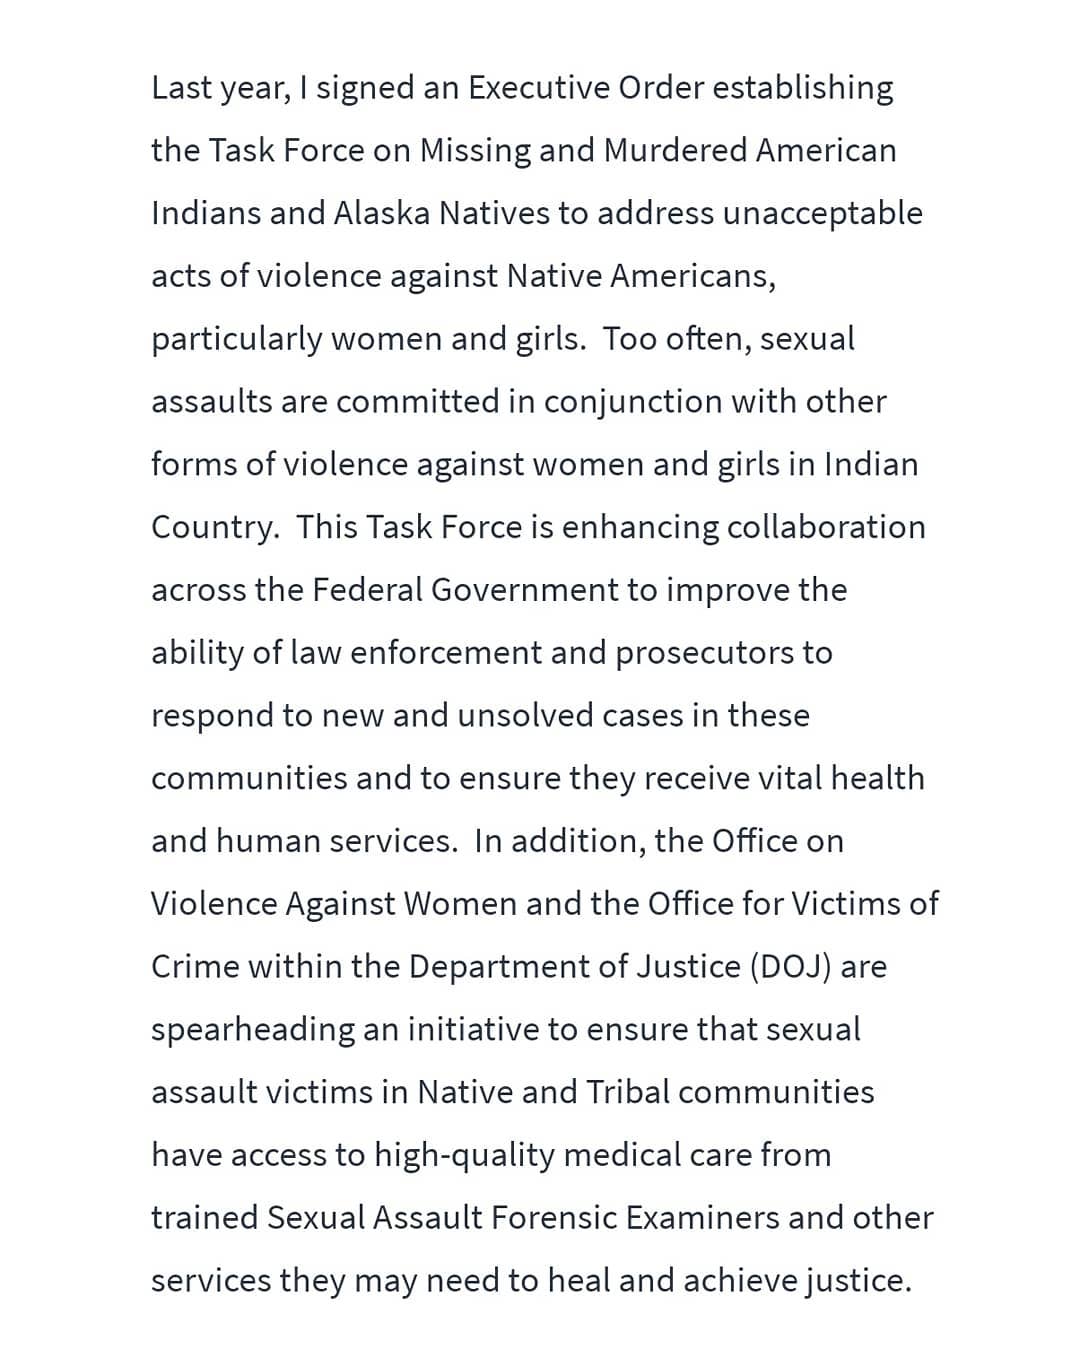 Last year, I signed an Executive Order establishing
the Task Force on Missing and Murdered American
Indians and Alaska Natives to address unacceptable
acts of violence against Native Americans,
particularly women and girls.  Too often, sexual
assaults are committed in conjunction with other
forms of violence against women and girls in Indian
Country.  This Task Force is enhancing collaboration
across the Federal Government to improve the
ability of law enforcement and prosecutors to
respond to new and unsolved cases in these
communities and to ensure they receive vital health
and human services.  In addition, the Office on
Violence Against Women and the Office for Victims of
Crime within the Department of Justice (DOJ) are
spearheading an initiative to ensure that sexual
assault victims in Native and Tribal communities
have access to high-quality medical care from
trained Sexual Assault Forensic Examiners and other
services they may need to heal and achieve justice.